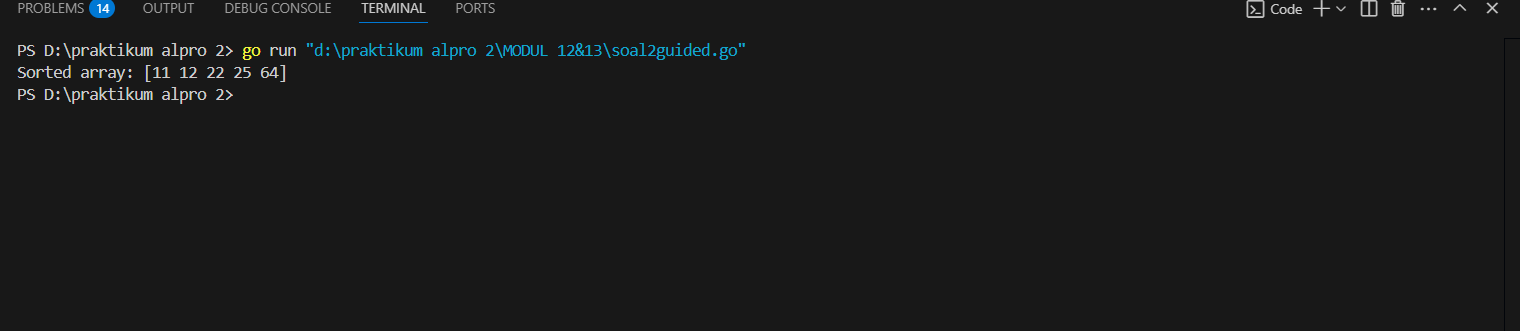 PROBLEMS 14 OUTPUT DEBUG CONSOLE TERMINAL PORTS Code
PS D:\praktikum alpro 2> go run "d:\praktikum alpro 2\MODUL 12&13\soal2guided.go"
Sorted array: [11 12 22 25 64]
PS D:\praktikum alpro 2>